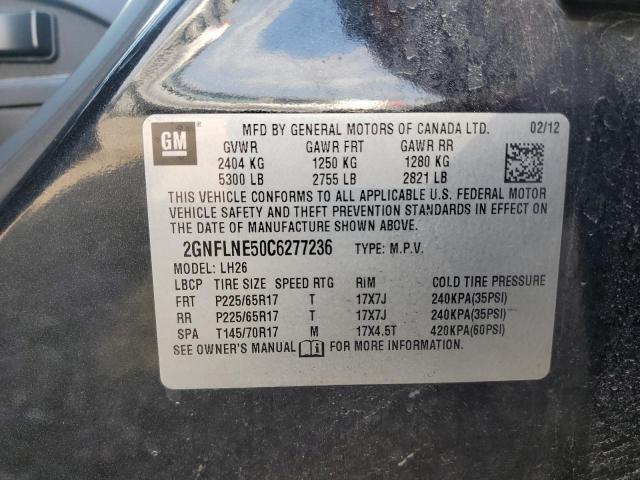 GM
MFD BY GENERAL MOTORS OF CANADA LTD. 02/12
GVWR GAWR FRT GAWR RR
2404 KG 1250 KG 1280 KG
5300 LB 2755 LB 2821 LB
THIS VEHICLE CONFORMS TO ALL APPLICABLE U.S. FEDERAL MOTOR
VEHICLE SAFETY AND THEFT PREVENTION STANDARDS IN EFFECT ON
THE DATE OF MANUFACTURE SHOWN ABOVE.
2GNFLNE50C6277236 TYPE: M.P.V.
MODEL: LH26
LBCP TIRE SIZE SPEED RTG RIM COLD TIRE PRESSURE
FRT P225/65R17 T 17X7J 240KPA(35PSI)
RR P225/65R17 T 17X7J 240KPA(35PSI)
SPA T145/70R17 M 17X4.5T 420KPA(60PSI)
SEE OWNER'S MANUAL FOR MORE INFORMATION.